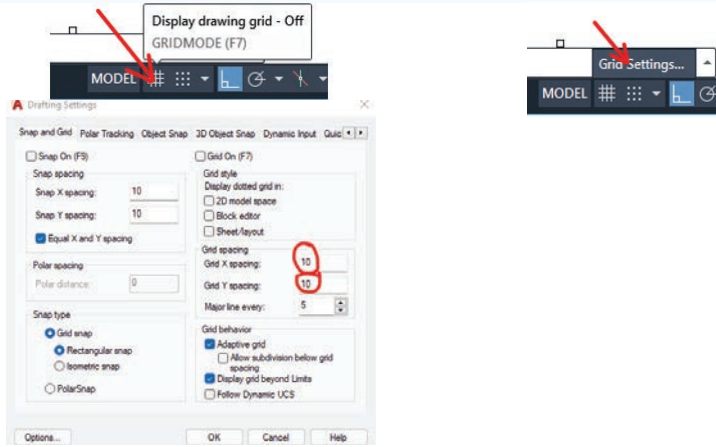 Display drawing grid - Off
GRIDMODE (F7)
MODEL
Grid Settings...
MODEL
Drafting Settings
Snap and Grid Polar Tracking Object Snap 3D Object Snap Dynamic Input Quic
Snap On (F9)
Snap spacing
Snap X spacing: 10
Snap Y spacing: 10
Equal X and Y spacing
Polar spacing
Polar distance: 0
Snap type
Grid snap
Rectangular snap
Isometric snap
PolarSnap
Grid On (F7)
Grid style
Display dotted grid in:
2D model space
Block editor
Sheet/layout
Grid spacing
Grid X spacing: 10
Grid Y spacing: 10
Major line every: 5
Grid behavior
Adaptive grid
Allow subdivision below grid
spacing
Display grid beyond Limits
Follow Dynamic UCS
Options... OK Cancel Help